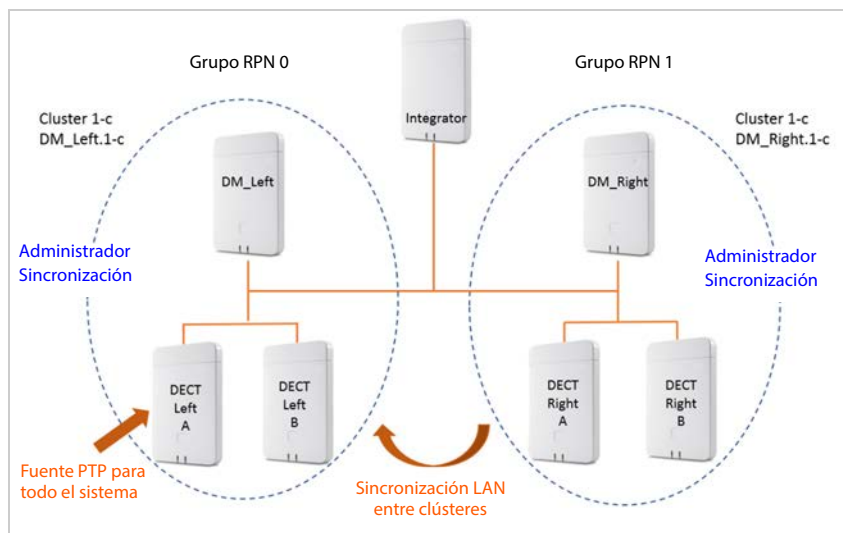 Grupo RPN 0
Grupo RPN 1
Integrator
Cluster 1-c
DM_Left.1-c
Cluster 1-c
DM_Right.1-c
DM_Left
DM_Right
Administrador
Sincronización
Administrador
Sincronización
DECT
Left
A
DECT
Left
B
DECT
Right
A
DECT
Right
B
Fuente PTP para
todo el sistema
Sincronización LAN
entre clústeres